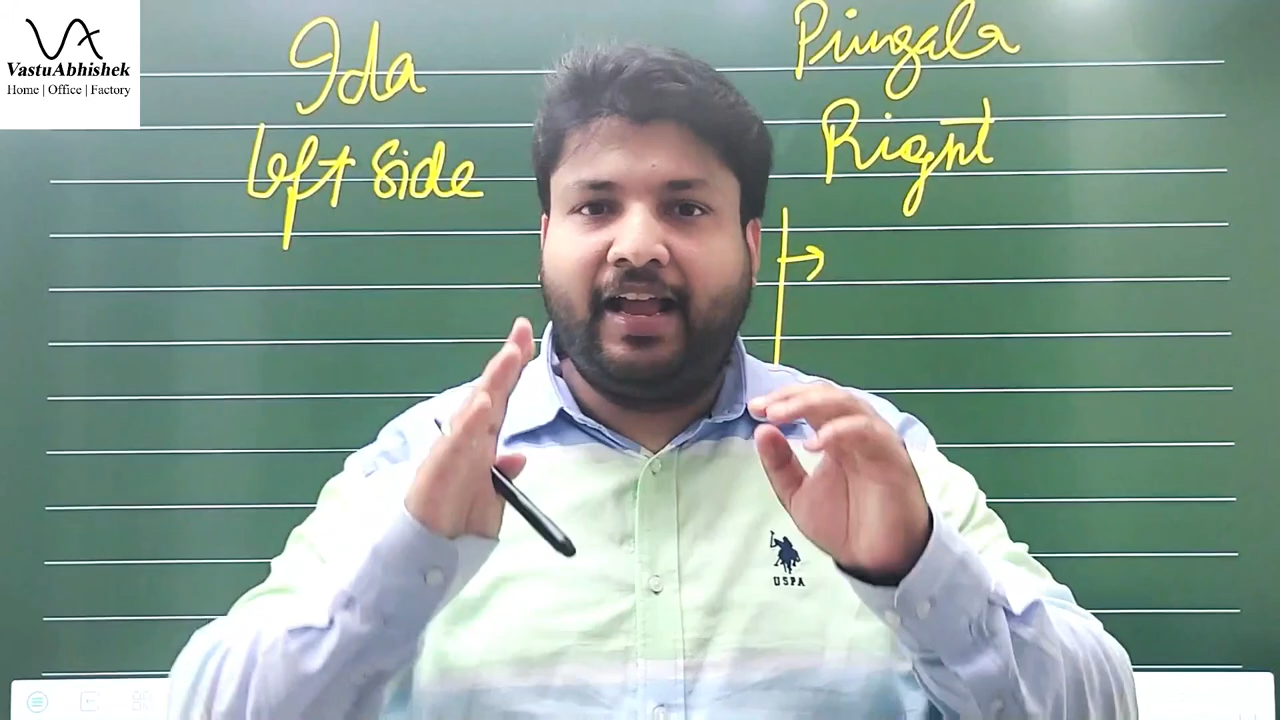 VastuAbhishek
Home | Office | Factory
Ida
left side
Pingala
Right
USPA